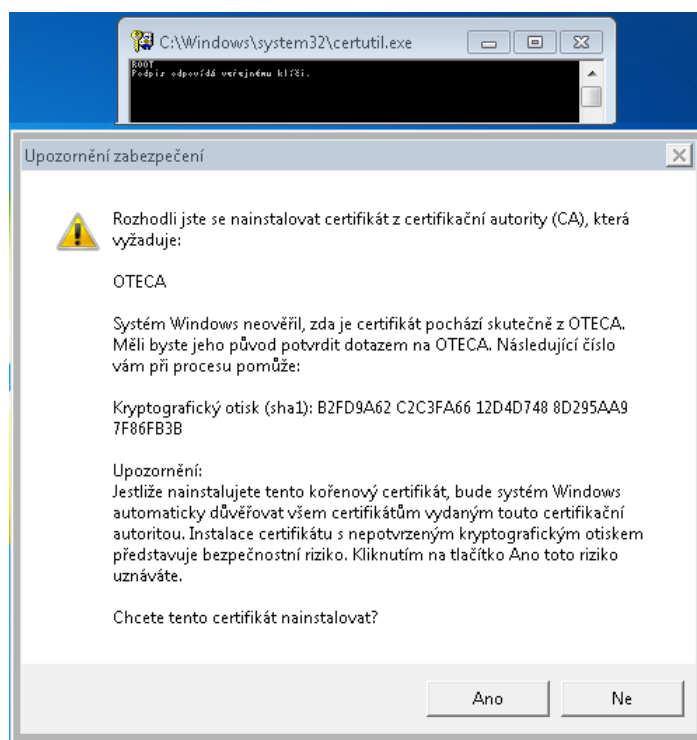 C:\Windows\system32\certutil.exe
ROOT
Podpis odpovídá veřejnému klíči.
Upozornění zabezpečení
Rozhodli jste se nainstalovat certifikát z certifikační autority (CA), která
vyžaduje:
OTECA
Systém Windows neověřil, zda je certifikát pochází skutečně z OTECA.
Měli byste jeho původ potvrdit dotazem na OTECA. Následující číslo
vám při procesu pomůže:
Kryptografický otisk (sha1): B2FD9A62 C2C3FA66 12D4D748 8D295AA9
7F86FB3B
Upozornění:
Jestliže nainstalujete tento kořenový certifikát, bude systém Windows
automaticky důvěřovat všem certifikátům vydaným touto certifikační
autoritou. Instalace certifikátu s nepotvrzeným kryptografickým otiskem
představuje bezpečnostní riziko. Kliknutím na tlačítko Ano toto riziko
uznáváte.
Chcete tento certifikát nainstalovat?
Ano
Ne